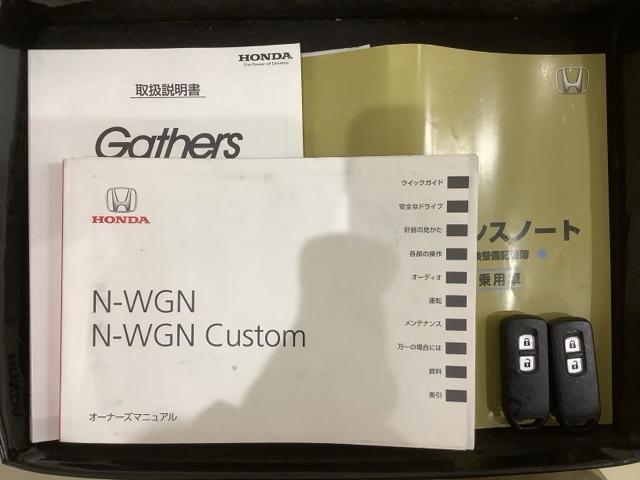 HONDA
The Power of Dreams
取扱説明書
Gathers
HONDA
N-WGN
N-WGN Custom
オーナーズマニュアル
クイックガイド
安全なドライブ
計器の見かた
各部の操作
オーディオ
運転
メンテナンス
万一の場合には
資料
索引
ンスノート
整備記録簿
乗用車